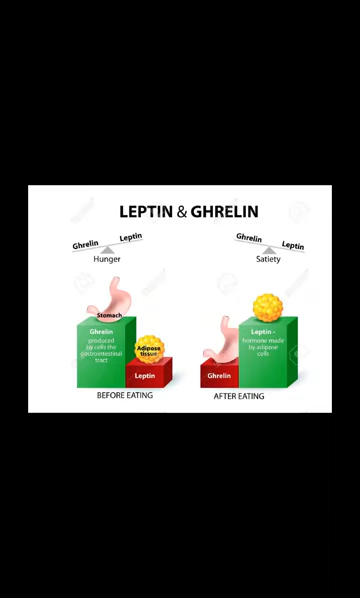 LEPTIN & GHRELIN
Ghrelin
Leptin
Hunger
Ghrelin
Leptin
Satiety
Stomach
Ghrelin
produced
by cells the
gastrointestinal
tract
Adipose
tissue
Leptin
BEFORE EATING
Leptin -
hormone made
by adipose
cells
Ghrelin
AFTER EATING